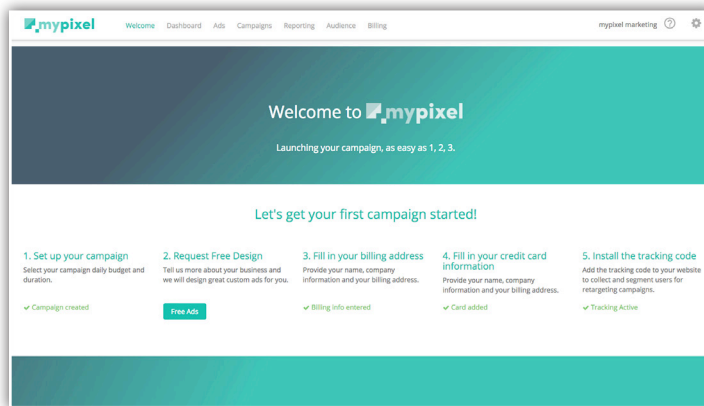 mypixel Welcome Dashboard Ads Campaigns Reporting Audience Billing mypixel marketing ?
Welcome to mypixel
Launching your campaign, as easy as 1, 2, 3.
Let's get your first campaign started!
1. Set up your campaign
Select your campaign daily budget and
duration.
✓ Campaign created
2. Request Free Design
Tell us more about your business and
we will design great custom ads for you.
Free Ads
3. Fill in your billing address
Provide your name, company
information and your billing address.
✓ Billing info entered
4. Fill in your credit card
information
Provide your name, company
information and your billing address.
✓ Card added
5. Install the tracking code
Add the tracking code to your website
to collect and segment users for
retargeting campaigns.
✓ Tracking Active